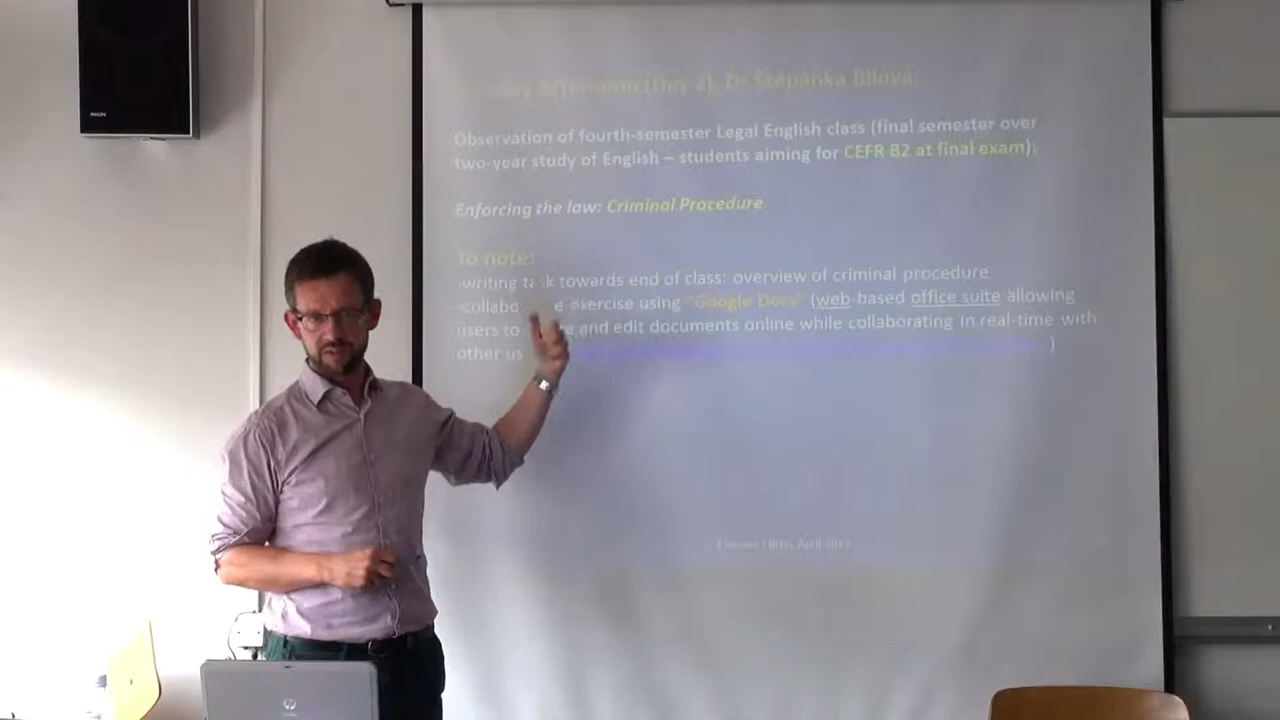 PHILIPS
Afternoon (Day 2), Dr Štěpánka Bilová:
Observation of fourth-semester Legal English class (final semester over
two-year study of English – students aiming for CEFR B2 at final exam):
Enforcing the law: Criminal Procedure
To note:
-writing task towards end of class: overview of criminal procedure
-collabo e exercise using "Google Docs" (web-based office suite allowing
users to and edit documents online while collaborating in real-time with
other us )
hp